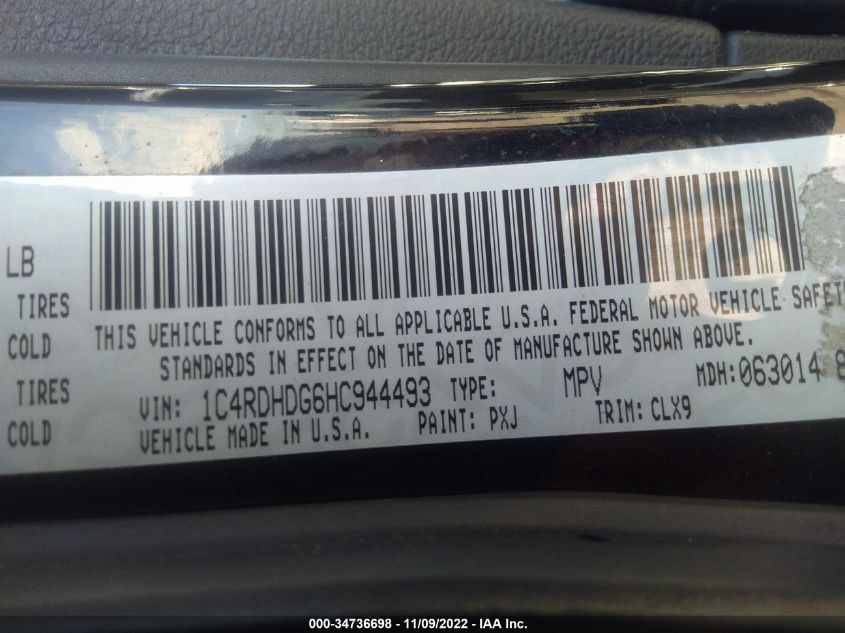 LB
TIRES
COLD
TIRES
COLD
THIS VEHICLE CONFORMS TO ALL APPLICABLE U.S.A. FEDERAL MOTOR VEHICLE SAFETY
STANDARDS IN EFFECT ON THE DATE OF MANUFACTURE SHOWN ABOVE.
VIN: 1C4RDHDG6HC944493 TYPE: MPV MDH:063014 8
VEHICLE MADE IN U.S.A. PAINT: PXJ TRIM: CLX9
000-34736698 - 11/09/2022 - IAA Inc.